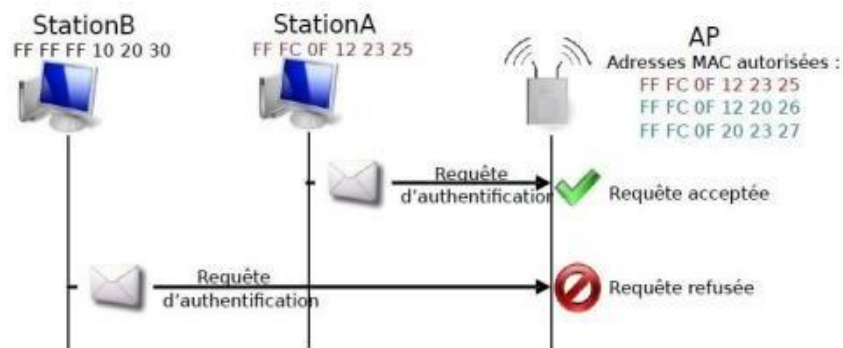 StationB
FF FF FF 10 20 30
StationA
FF FC 0F 12 23 25
AP
Adresses MAC autorisées :
FF FC 0F 12 23 25
FF FC 0F 12 20 26
FF FC 0F 20 23 27
Requête
d'authentification
Requête acceptée
Requête
d'authentification
Requête refusée